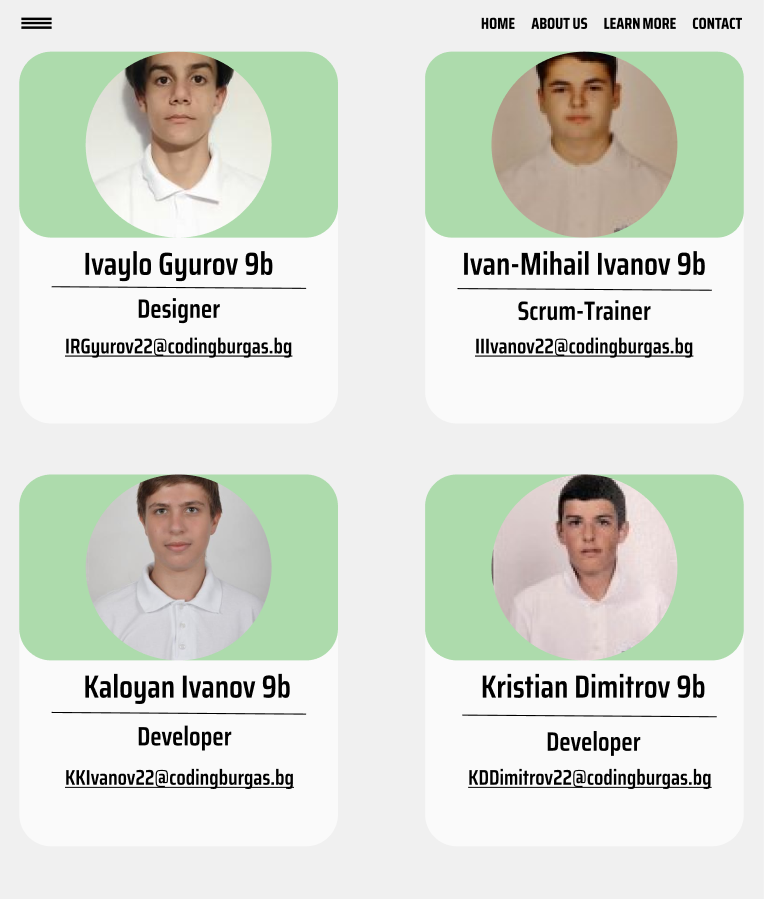 HOME ABOUT US LEARN MORE CONTACT
Ivaylo Gyurov 9b
Designer
IRGyurov22@codingburgas.bg
Ivan-Mihail Ivanov 9b
Scrum-Trainer
IIIvanov22@codingburgas.bg
Kaloyan Ivanov 9b
Developer
KKIvanov22@codingburgas.bg
Kristian Dimitrov 9b
Developer
KDDimitrov22@codingburgas.bg